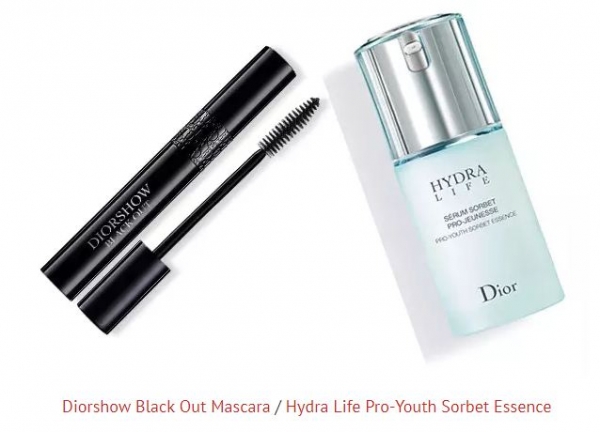 DIORSHOW
BLACK OUT
HYDRA
LIFE
SÉRUM SORBET
PRO-JEUNESSE
PRO-YOUTH SORBET ESSENCE
Dior
Diorshow Black Out Mascara / Hydra Life Pro-Youth Sorbet Essence